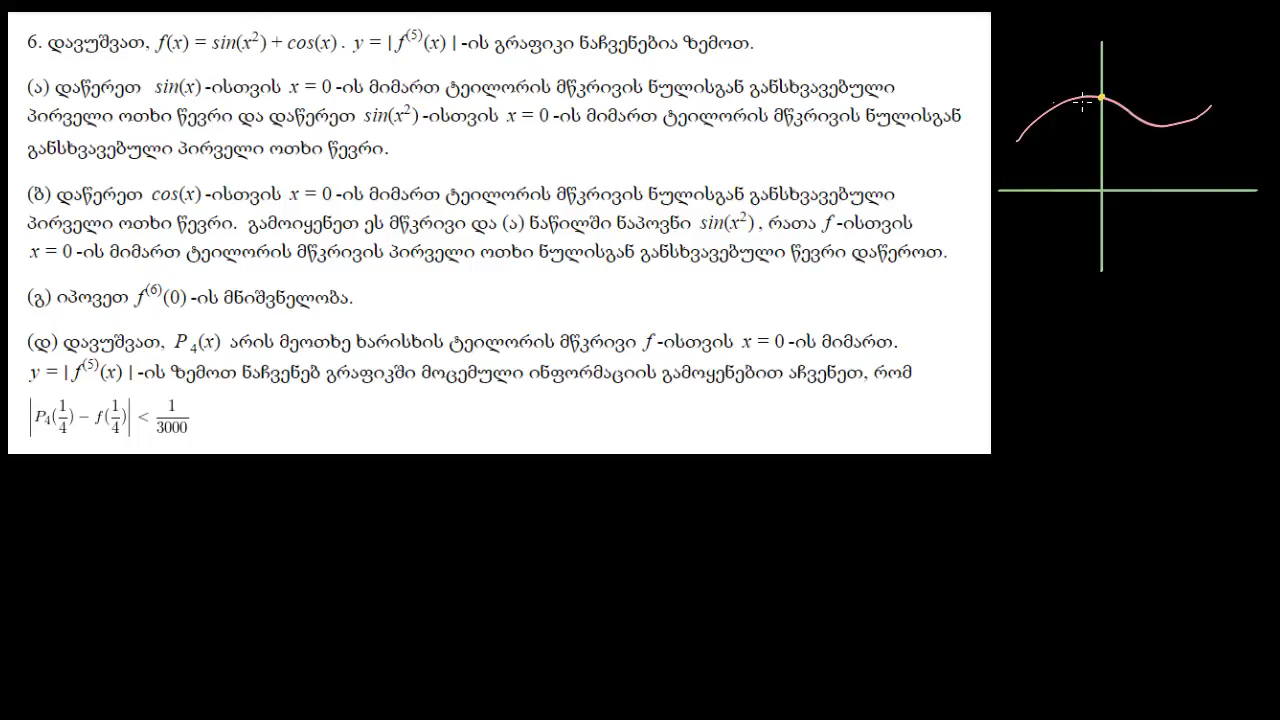 6. დავუშვათ, f(x) = sin(x²) + cos(x). y = | f⁽⁵⁾(x) | -ის გრაფიკი ნაჩვენებია ზემოთ.
(ა) დაწერეთ sin(x)-ისთვის x = 0 -ის მიმართ ტეილორის მწკრივის ნულისგან განსხვავებული
პირველი ოთხი წევრი და დაწერეთ sin(x²)-ისთვის x = 0 -ის მიმართ ტეილორის მწკრივის ნულისგან
განსხვავებული პირველი ოთხი წევრი.
(ბ) დაწერეთ cos(x)-ისთვის x = 0 -ის მიმართ ტეილორის მწკრივის ნულისგან განსხვავებული
პირველი ოთხი წევრი. გამოიყენეთ ეს მწკრივი და (ა) ნაწილში ნაპოვნი sin(x²), რათა f -ისთვის
x = 0 -ის მიმართ ტეილორის მწკრივის პირველი ოთხი ნულისგან განსხვავებული წევრი დაწეროთ.
(გ) იპოვეთ f⁽⁶⁾(0) -ის მნიშვნელობა.
(დ) დავუშვათ, P₄(x) არის მეოთხე ხარისხის ტეილორის მწკრივი f -ისთვის x = 0 -ის მიმართ.
y = | f⁽⁵⁾(x) | -ის ზემოთ ნაჩვენებ გრაფიკში მოცემული ინფორმაციის გამოყენებით აჩვენეთ, რომ
|P₄(1/4) − f(1/4)| < 1/3000